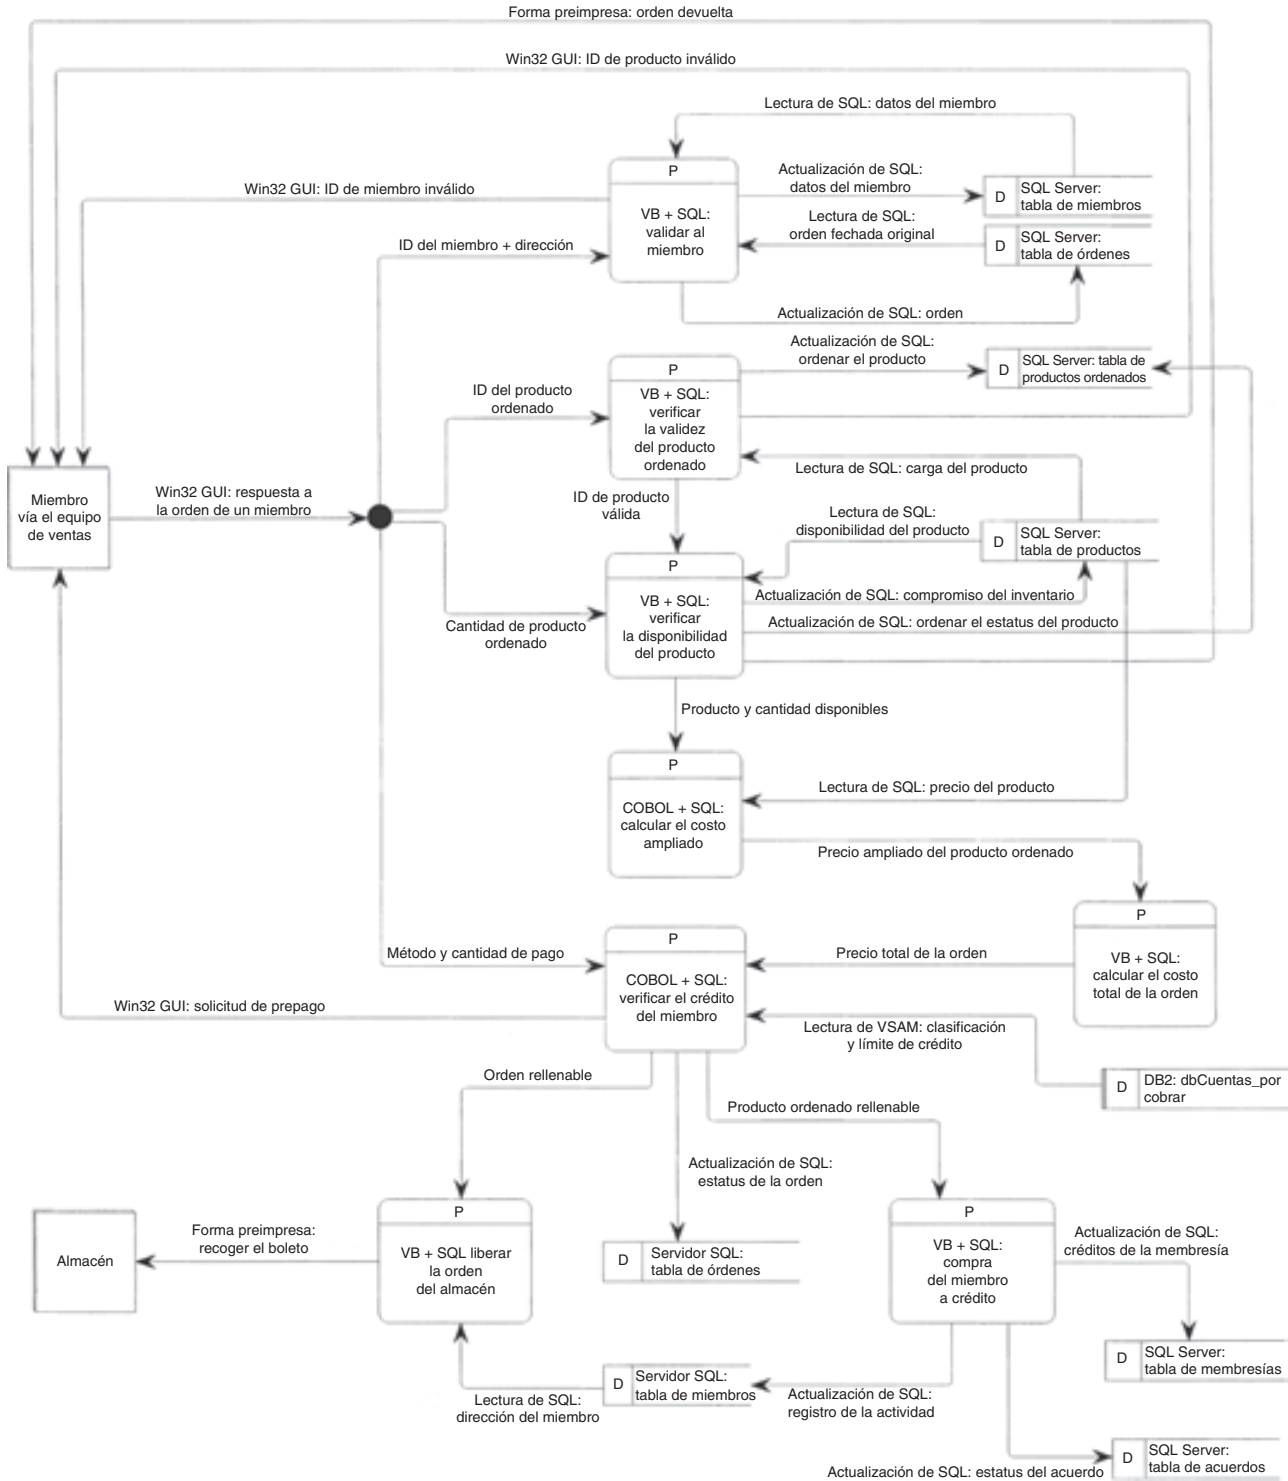 Forma preimpresa: orden devuelta
Win32 GUI: ID de producto inválido
Lectura de SQL: datos del miembro
P
VB + SQL:
validar al
miembro
Actualización de SQL:
datos del miembro
D
SQL Server:
tabla de miembros
Win32 GUI: ID de miembro inválido
Lectura de SQL:
orden fechada original
D
SQL Server:
tabla de órdenes
ID del miembro + dirección
Actualización de SQL: orden
Actualización de SQL:
ordenar el producto
D
SQL Server: tabla de
productos ordenados
P
VB + SQL:
verificar
la validez
del producto
ordenado
ID del producto
ordenado
Lectura de SQL: carga del producto
Miembro
vía el equipo
de ventas
Win32 GUI: respuesta a
la orden de un miembro
ID de producto
válida
Lectura de SQL:
disponibilidad del producto
D
SQL Server:
tabla de productos
P
VB + SQL:
verificar
la disponibilidad
del producto
Actualización de SQL: compromiso del inventario
Actualización de SQL: ordenar el estatus del producto
Cantidad de producto
ordenado
Producto y cantidad disponibles
P
COBOL + SQL:
calcular el costo
ampliado
Lectura de SQL: precio del producto
Precio ampliado del producto ordenado
P
VB + SQL:
calcular el costo
total de la orden
Método y cantidad de pago
P
COBOL + SQL:
verificar el crédito
del miembro
Precio total de la orden
Win32 GUI: solicitud de prepago
Lectura de VSAM: clasificación
y límite de crédito
D
DB2: dbCuentas_por
cobrar
Orden rellenable
Producto ordenado rellenable
Actualización de SQL:
estatus de la orden
Almacén
Forma preimpresa:
recoger el boleto
P
VB + SQL liberar
la orden
del almacén
D
Servidor SQL:
tabla de órdenes
P
VB + SQL:
compra
del miembro
a crédito
Actualización de SQL:
créditos de la membresía
D
SQL Server:
tabla de membresías
Lectura de SQL:
dirección del miembro
D
Servidor SQL:
tabla de miembros
Actualización de SQL:
registro de la actividad
Actualización de SQL: estatus del acuerdo
D
SQL Server:
tabla de acuerdos